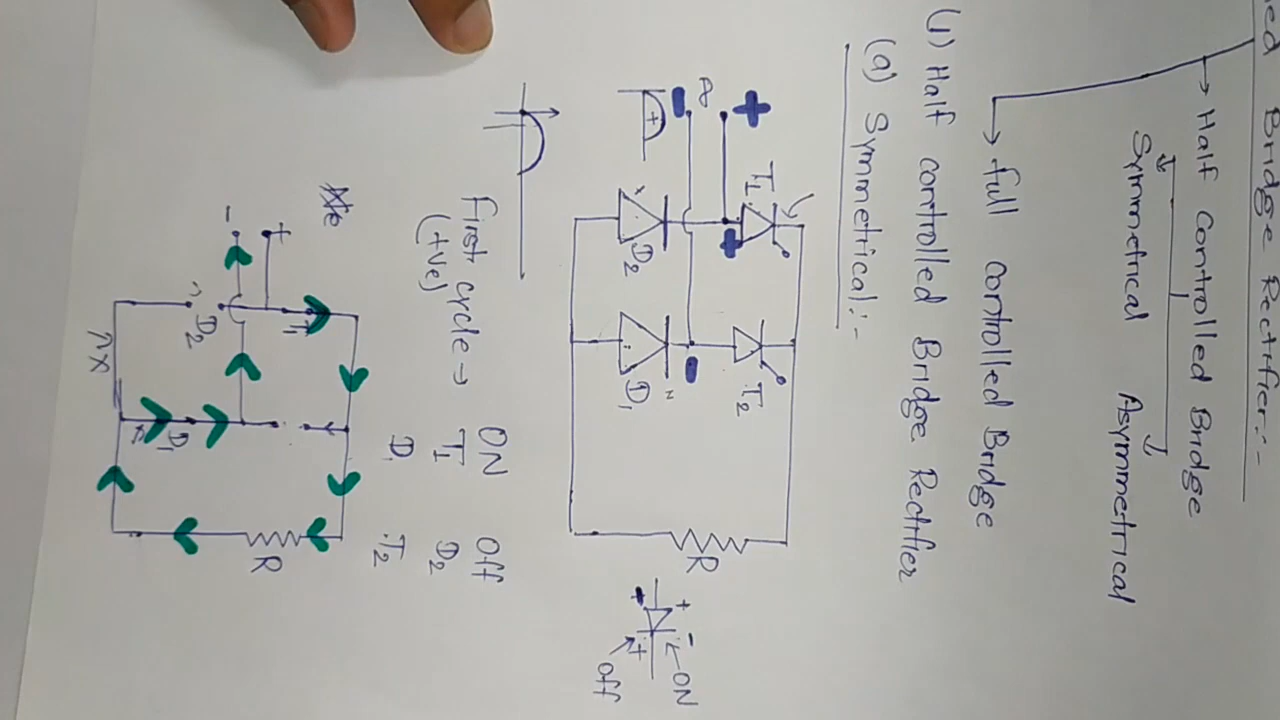 Bridge Rectifier:-
→ Half Controlled Bridge
Symmetrical Asymmetrical
→ full controlled Bridge
(1) Half controlled Bridge Rectifier
(a) Symmetrical:-
+
-
+
T1
T2
+
-
D2
D1
R
+ -
ON
+
off
First cycle →
(+ve)
ON Off
T1 D2
D1 T2
+
-
T1
D2
D1
R